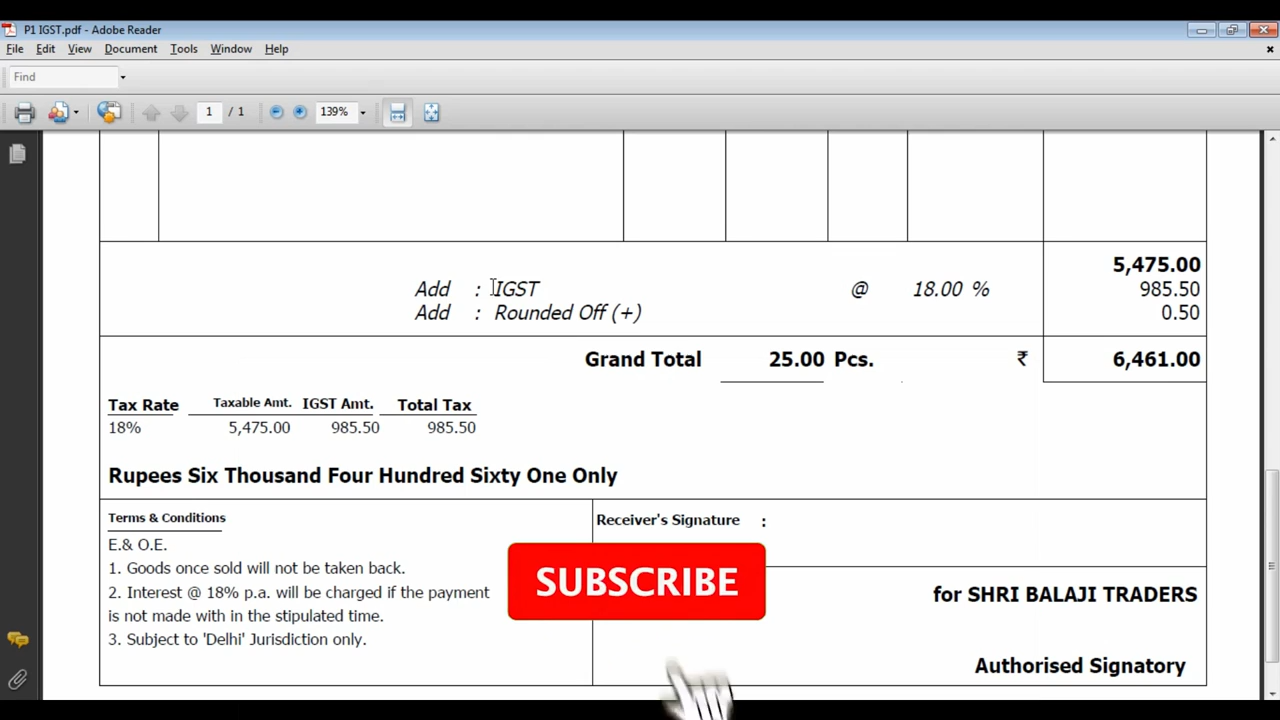 P1 IGST.pdf - Adobe Reader
File Edit View Document Tools Window Help
Find
1 / 1 139%
5,475.00
Add : IGST @ 18.00 % 985.50
Add : Rounded Off (+) 0.50
Grand Total 25.00 Pcs. ₹ 6,461.00
Tax Rate Taxable Amt. IGST Amt. Total Tax
18% 5,475.00 985.50 985.50
Rupees Six Thousand Four Hundred Sixty One Only
Terms & Conditions
E.& O.E.
1. Goods once sold will not be taken back.
2. Interest @ 18% p.a. will be charged if the payment
is not made with in the stipulated time.
3. Subject to 'Delhi' Jurisdiction only.
Receiver's Signature :
SUBSCRIBE
for SHRI BALAJI TRADERS
Authorised Signatory